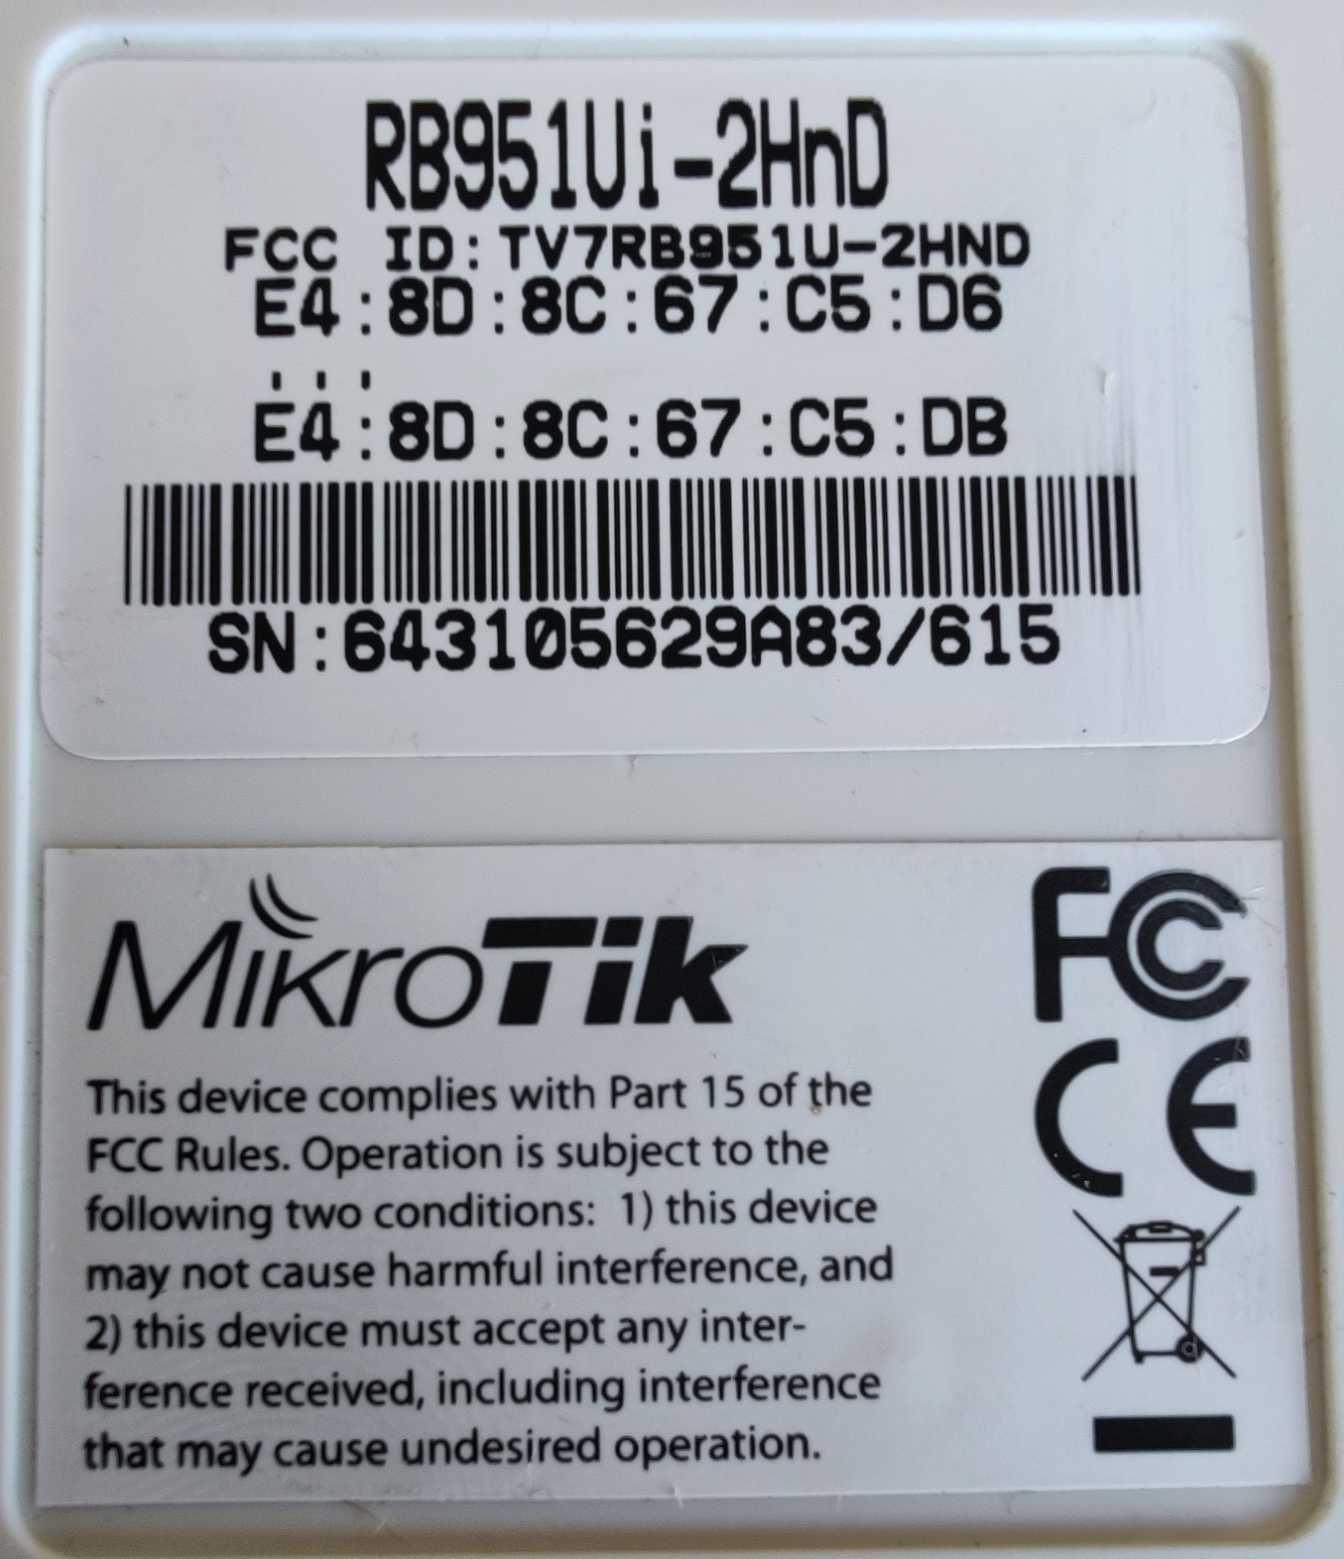 RB951Ui-2HnD
FCC ID:TV7RB951U-2HND
E4:8D:8C:67:C5:D6
...
E4:8D:8C:67:C5:DB
SN:643105629A83/615
MikroTik
FCC
CE
This device complies with Part 15 of the
FCC Rules. Operation is subject to the
following two conditions:  1) this device
may not cause harmful interference, and
2) this device must accept any inter-
ference received, including interference
that may cause undesired operation.